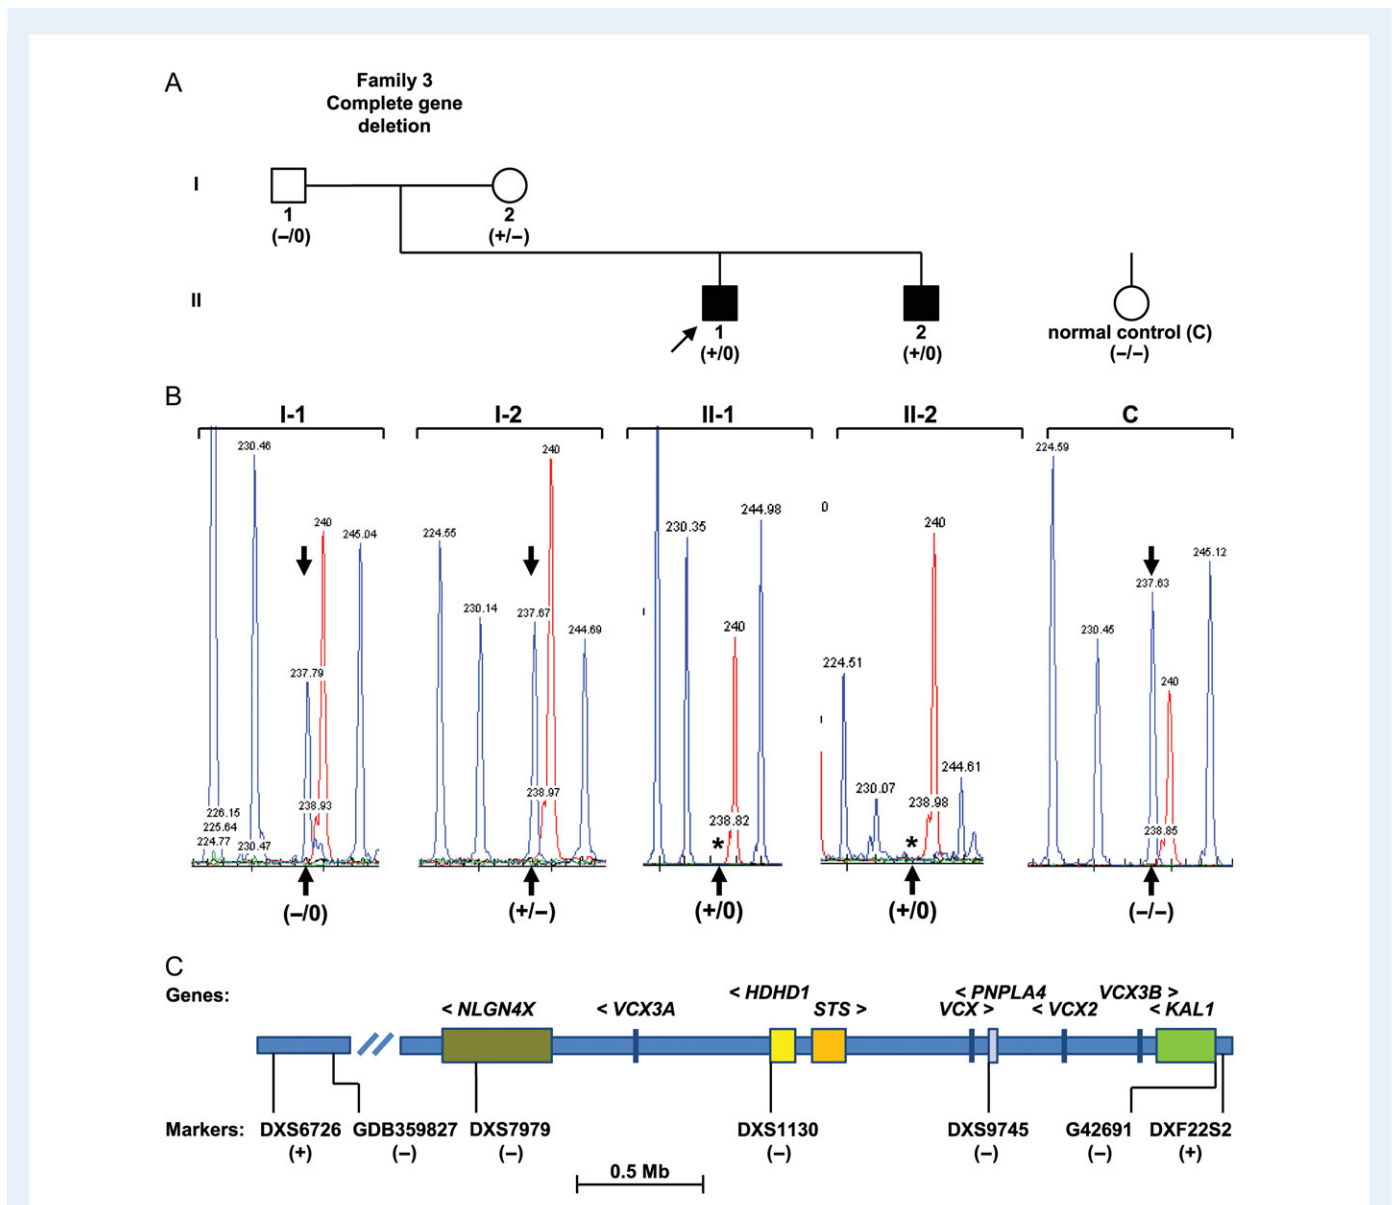 A
Family 3
Complete gene
deletion
I
1
(–/0)
2
(+/–)
II
1
(+/0)
2
(+/0)
normal control (C)
(–/–)
B
I-1
I-2
II-1
II-2
C
230.46
240
245.04
237.79
238.93
226.15
225.64
224.77
230.47
240
224.55
230.14
237.67
244.69
238.97
244.98
230.35
240
238.82
*
0
240
224.51
244.61
230.07
238.98
*
224.59
245.12
237.63
230.45
240
238.85
(–/0)
(+/–)
(+/0)
(+/0)
(–/–)
C
Genes:
< NLGN4X
< VCX3A
< HDHD1
STS >
VCX >
< PNPLA4
< VCX2
VCX3B >
< KAL1
Markers: DXS6726 GDB359827 DXS7979 DXS1130 DXS9745 G42691 DXF22S2
(+) (–) (–) (–) (–) (–) (+)
0.5 Mb